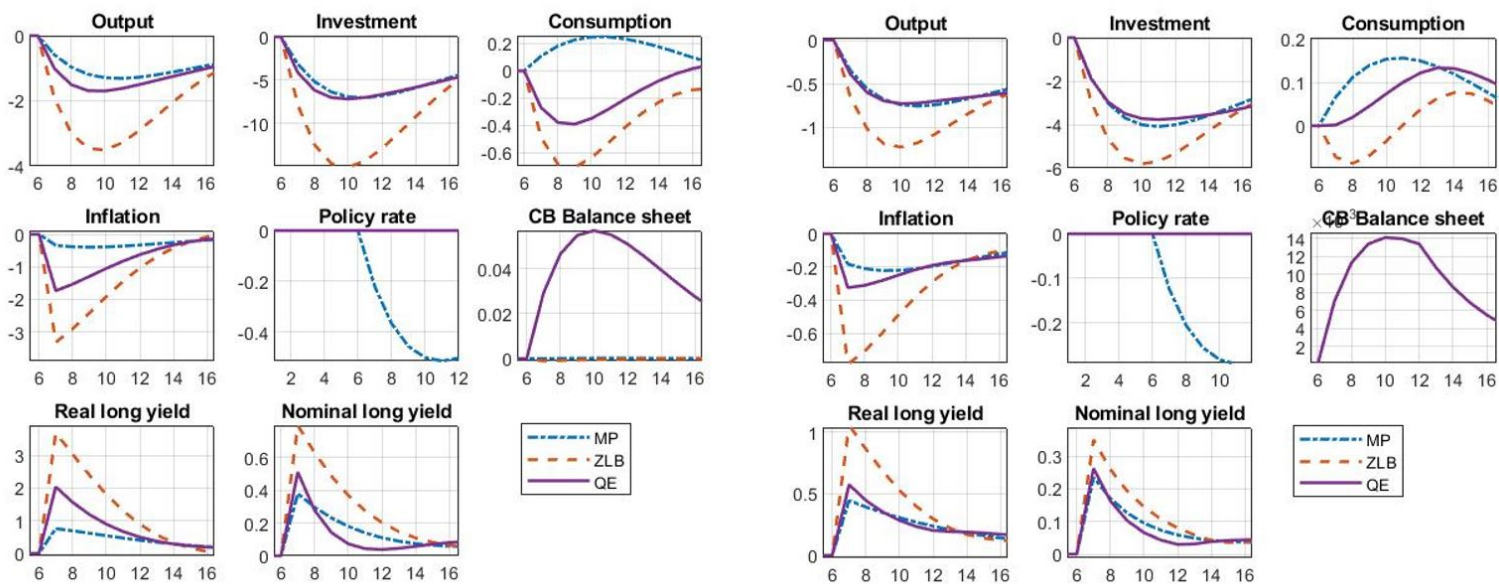 Output Investment Consumption
0 -2 -4
6 8 10 12 14 16
0 -5 -10
6 8 10 12 14 16
0.2 0 -0.2 -0.4 -0.6
6 8 10 12 14 16
Inflation Policy rate CB Balance sheet
0 -1 -2 -3
6 8 10 12 14 16
0 -0.2 -0.4
2 4 6 8 10 12
0.04 0.02 0
6 8 10 12 14 16
Real long yield Nominal long yield
3 2 1 0
6 8 10 12 14 16
0.6 0.4 0.2 0
6 8 10 12 14 16
MP
ZLB
QE
Output Investment Consumption
0 -0.5 -1
6 8 10 12 14 16
0 -2 -4 -6
6 8 10 12 14 16
0.2 0.1 0
6 8 10 12 14 16
Inflation Policy rate CB Balance sheet
0 -0.2 -0.4 -0.6
6 8 10 12 14 16
0 -0.1 -0.2
2 4 6 8 10
14 12 10 8 6 4 2
6 8 10 12 14 16
Real long yield Nominal long yield
1 0.5 0
6 8 10 12 14 16
0.3 0.2 0.1 0
6 8 10 12 14 16
MP
ZLB
QE